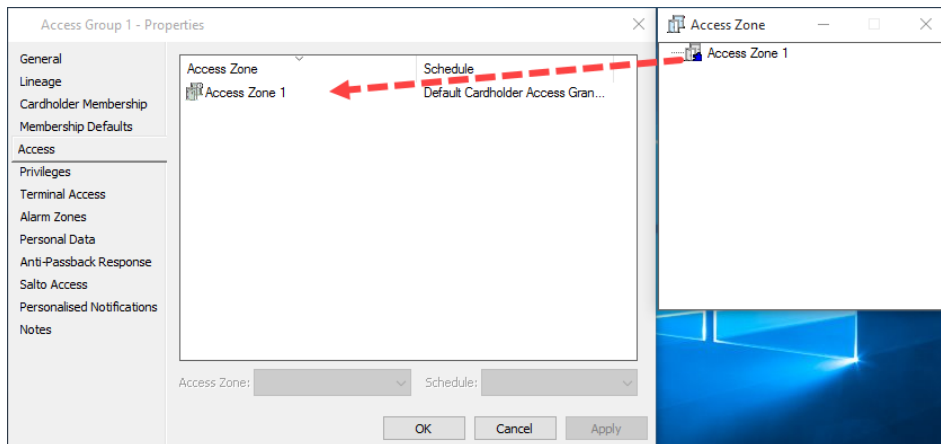 Access Group 1 - Properties
General
Lineage
Cardholder Membership
Membership Defaults
Access
Privileges
Terminal Access
Alarm Zones
Personal Data
Anti-Passback Response
Salto Access
Personalised Notifications
Notes
Access Zone Schedule
Access Zone 1 Default Cardholder Access Gran...
Access Zone: Schedule:
OK Cancel Apply
Access Zone
Access Zone 1